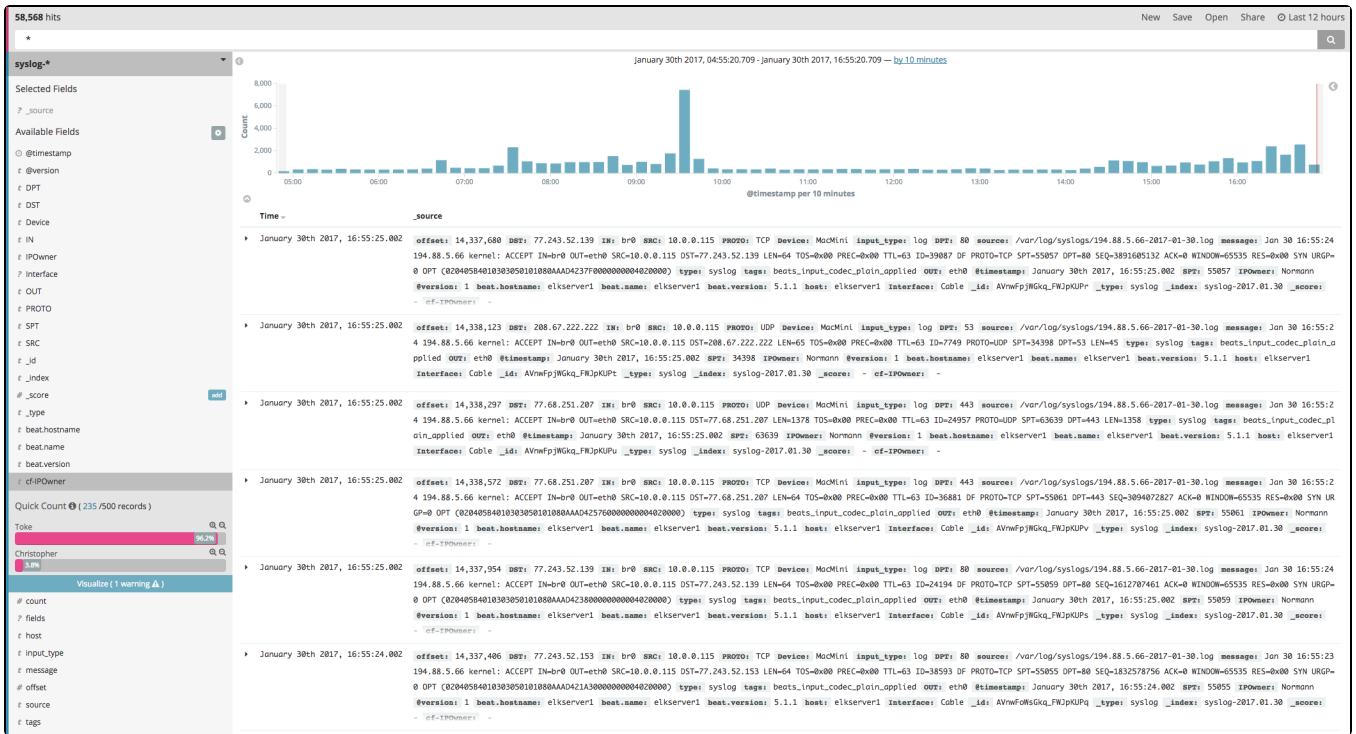 58,568 hits
New Save Open Share Last 12 hours
*
syslog-*
January 30th 2017, 04:55:20.709 - January 30th 2017, 16:55:20.709 — by 10 minutes
Selected Fields
? _source
Available Fields
@timestamp
t @version
t DPT
t DST
t Device
t IN
t IPOwner
? Interface
t OUT
t PROTO
t SPT
t SRC
t _id
t _index
# _score add
t _type
t beat.hostname
t beat.name
t beat.version
t cf-IPOwner
Quick Count ( 235 /500 records )
Toke
96.2%
Christopher
3.8%
Visualize ( 1 warning )
# count
? fields
t host
t input_type
t message
# offset
t source
t tags
Count
8,000
6,000
4,000
2,000
0
05:00 06:00 07:00 08:00 09:00 10:00 11:00 12:00 13:00 14:00 15:00 16:00
@timestamp per 10 minutes
Time _source
January 30th 2017, 16:55:25.002 offset: 14,337,680 DST: 77.243.52.139 IN: br0 SRC: 10.0.0.115 PROTO: TCP Device: MacMini input_type: log DPT: 80 source: /var/log/syslogs/194.88.5.66-2017-01-30.log message: Jan 30 16:55:24
194.88.5.66 kernel: ACCEPT IN=br0 OUT=eth0 SRC=10.0.0.115 DST=77.243.52.139 LEN=64 TOS=0x00 PREC=0x00 TTL=63 ID=39087 DF PROTO=TCP SPT=55057 DPT=80 SEQ=3891605132 ACK=0 WINDOW=65535 RES=0x00 SYN URGP=
0 OPT (020405B4010303050101080AAAD4237F0000000004020000) type: syslog tags: beats_input_codec_plain_applied OUT: eth0 @timestamp: January 30th 2017, 16:55:25.002 SPT: 55057 IPOwner: Normann
@version: 1 beat.hostname: elkserver1 beat.name: elkserver1 beat.version: 5.1.1 host: elkserver1 Interface: Cable _id: AVnwFpjWGkq_FWJpKUPr _type: syslog _index: syslog-2017.01.30 _score:
- cf-IPOwner: -
January 30th 2017, 16:55:25.002 offset: 14,338,123 DST: 208.67.222.222 IN: br0 SRC: 10.0.0.115 PROTO: UDP Device: MacMini input_type: log DPT: 53 source: /var/log/syslogs/194.88.5.66-2017-01-30.log message: Jan 30 16:55:2
4 194.88.5.66 kernel: ACCEPT IN=br0 OUT=eth0 SRC=10.0.0.115 DST=208.67.222.222 LEN=65 TOS=0x00 PREC=0x00 TTL=63 ID=7749 PROTO=UDP SPT=34398 DPT=53 LEN=45 type: syslog tags: beats_input_codec_plain_a
pplied OUT: eth0 @timestamp: January 30th 2017, 16:55:25.002 SPT: 34398 IPOwner: Normann @version: 1 beat.hostname: elkserver1 beat.name: elkserver1 beat.version: 5.1.1 host: elkserver1
Interface: Cable _id: AVnwFpjWGkq_FWJpKUPt _type: syslog _index: syslog-2017.01.30 _score: - cf-IPOwner: -
January 30th 2017, 16:55:25.002 offset: 14,338,297 DST: 77.68.251.207 IN: br0 SRC: 10.0.0.115 PROTO: UDP Device: MacMini input_type: log DPT: 443 source: /var/log/syslogs/194.88.5.66-2017-01-30.log message: Jan 30 16:55:2
4 194.88.5.66 kernel: ACCEPT IN=br0 OUT=eth0 SRC=10.0.0.115 DST=77.68.251.207 LEN=1378 TOS=0x00 PREC=0x00 TTL=63 ID=24957 PROTO=UDP SPT=63639 DPT=443 LEN=1358 type: syslog tags: beats_input_codec_pl
ain_applied OUT: eth0 @timestamp: January 30th 2017, 16:55:25.002 SPT: 63639 IPOwner: Normann @version: 1 beat.hostname: elkserver1 beat.name: elkserver1 beat.version: 5.1.1 host: elkserver1
Interface: Cable _id: AVnwFpjWGkq_FWJpKUPu _type: syslog _index: syslog-2017.01.30 _score: - cf-IPOwner: -
January 30th 2017, 16:55:25.002 offset: 14,338,572 DST: 77.68.251.207 IN: br0 SRC: 10.0.0.115 PROTO: TCP Device: MacMini input_type: log DPT: 443 source: /var/log/syslogs/194.88.5.66-2017-01-30.log message: Jan 30 16:55:2
4 194.88.5.66 kernel: ACCEPT IN=br0 OUT=eth0 SRC=10.0.0.115 DST=77.68.251.207 LEN=64 TOS=0x00 PREC=0x00 TTL=63 ID=36881 DF PROTO=TCP SPT=55061 DPT=443 SEQ=3094072827 ACK=0 WINDOW=65535 RES=0x00 SYN UR
GP=0 OPT (020405B4010303050101080AAAD425760000000004020000) type: syslog tags: beats_input_codec_plain_applied OUT: eth0 @timestamp: January 30th 2017, 16:55:25.002 SPT: 55061 IPOwner: Normann
@version: 1 beat.hostname: elkserver1 beat.name: elkserver1 beat.version: 5.1.1 host: elkserver1 Interface: Cable _id: AVnwFpjWGkq_FWJpKUPv _type: syslog _index: syslog-2017.01.30 _score:
- cf-IPOwner: -
January 30th 2017, 16:55:25.002 offset: 14,337,954 DST: 77.243.52.139 IN: br0 SRC: 10.0.0.115 PROTO: TCP Device: MacMini input_type: log DPT: 80 source: /var/log/syslogs/194.88.5.66-2017-01-30.log message: Jan 30 16:55:24
194.88.5.66 kernel: ACCEPT IN=br0 OUT=eth0 SRC=10.0.0.115 DST=77.243.52.139 LEN=64 TOS=0x00 PREC=0x00 TTL=63 ID=24194 DF PROTO=TCP SPT=55059 DPT=80 SEQ=1612707461 ACK=0 WINDOW=65535 RES=0x00 SYN URGP=
0 OPT (020405B4010303050101080AAAD423800000000004020000) type: syslog tags: beats_input_codec_plain_applied OUT: eth0 @timestamp: January 30th 2017, 16:55:25.002 SPT: 55059 IPOwner: Normann
@version: 1 beat.hostname: elkserver1 beat.name: elkserver1 beat.version: 5.1.1 host: elkserver1 Interface: Cable _id: AVnwFpjWGkq_FWJpKUPs _type: syslog _index: syslog-2017.01.30 _score:
- cf-IPOwner: -
January 30th 2017, 16:55:24.002 offset: 14,337,406 DST: 77.243.52.153 IN: br0 SRC: 10.0.0.115 PROTO: TCP Device: MacMini input_type: log DPT: 80 source: /var/log/syslogs/194.88.5.66-2017-01-30.log message: Jan 30 16:55:23
194.88.5.66 kernel: ACCEPT IN=br0 OUT=eth0 SRC=10.0.0.115 DST=77.243.52.153 LEN=64 TOS=0x00 PREC=0x00 TTL=63 ID=38593 DF PROTO=TCP SPT=55055 DPT=80 SEQ=1832578756 ACK=0 WINDOW=65535 RES=0x00 SYN URGP=
0 OPT (020405B4010303050101080AAAD421A30000000004020000) type: syslog tags: beats_input_codec_plain_applied OUT: eth0 @timestamp: January 30th 2017, 16:55:24.002 SPT: 55055 IPOwner: Normann
@version: 1 beat.hostname: elkserver1 beat.name: elkserver1 beat.version: 5.1.1 host: elkserver1 Interface: Cable _id: AVnwFoWsGkq_FWJpKUPq _type: syslog _index: syslog-2017.01.30 _score:
- cf-IPOwner: -